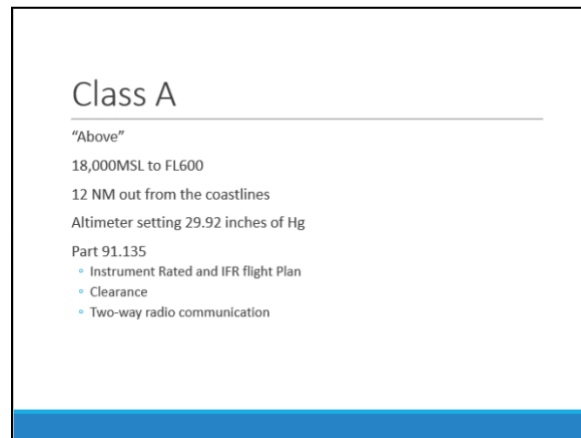 Class A
“Above”
18,000MSL to FL600
12 NM out from the coastlines
Altimeter setting 29.92 inches of Hg
Part 91.135
Instrument Rated and IFR flight Plan
Clearance
Two-way radio communication